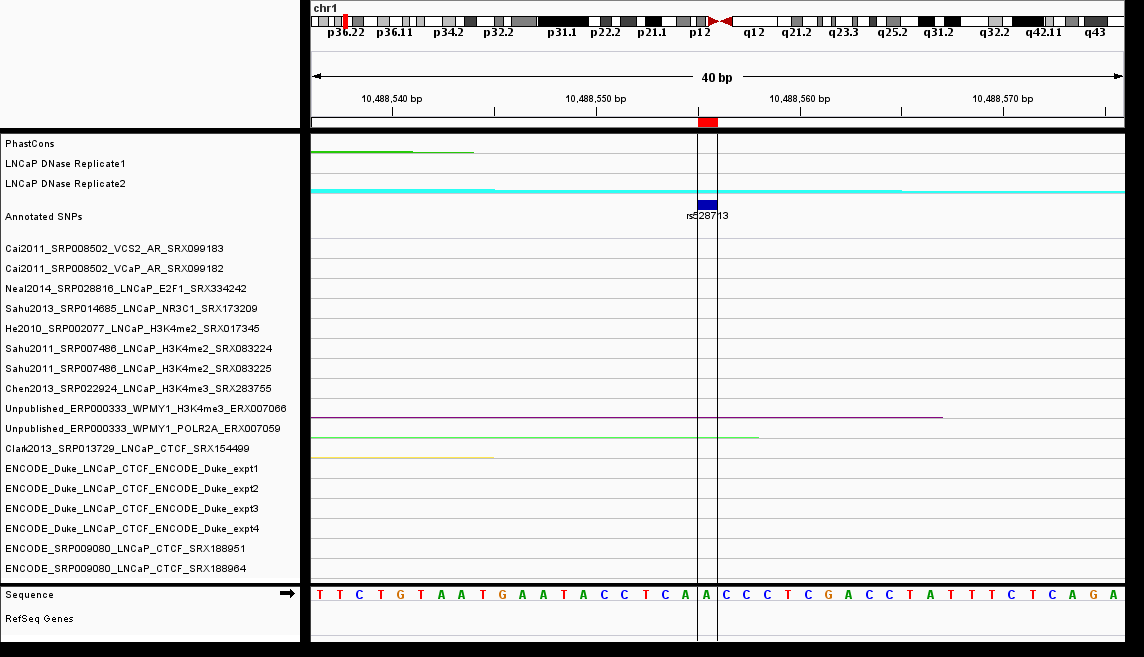 chr1
p36.22 p36.11 p34.2 p32.2 p31.1 p22.2 p21.1 p12 q12 q21.2 q23.3 q25.2 q31.2 q32.2 q42.11 q43
40 bp
10,488,540 bp 10,488,550 bp 10,488,560 bp 10,488,570 bp
PhastCons
LNCaP DNase Replicate1
LNCaP DNase Replicate2
Annotated SNPs
rs528713
Cai2011_SRP008502_VCS2_AR_SRX099183
Cai2011_SRP008502_VCaP_AR_SRX099182
Neal2014_SRP028816_LNCaP_E2F1_SRX334242
Sahu2013_SRP014685_LNCaP_NR3C1_SRX173209
He2010_SRP002077_LNCaP_H3K4me2_SRX017345
Sahu2011_SRP007486_LNCaP_H3K4me2_SRX083224
Sahu2011_SRP007486_LNCaP_H3K4me2_SRX083225
Chen2013_SRP022924_LNCaP_H3K4me3_SRX283755
Unpublished_ERP000333_WPMY1_H3K4me3_ERX007066
Unpublished_ERP000333_WPMY1_POLR2A_ERX007059
Clark2013_SRP013729_LNCaP_CTCF_SRX154499
ENCODE_Duke_LNCaP_CTCF_ENCODE_Duke_expt1
ENCODE_Duke_LNCaP_CTCF_ENCODE_Duke_expt2
ENCODE_Duke_LNCaP_CTCF_ENCODE_Duke_expt3
ENCODE_Duke_LNCaP_CTCF_ENCODE_Duke_expt4
ENCODE_SRP009080_LNCaP_CTCF_SRX188951
ENCODE_SRP009080_LNCaP_CTCF_SRX188964
Sequence T T C T G T A A T G A A T A C C T C A A C C C T C G A C C T A T T T C T C A G A
RefSeq Genes